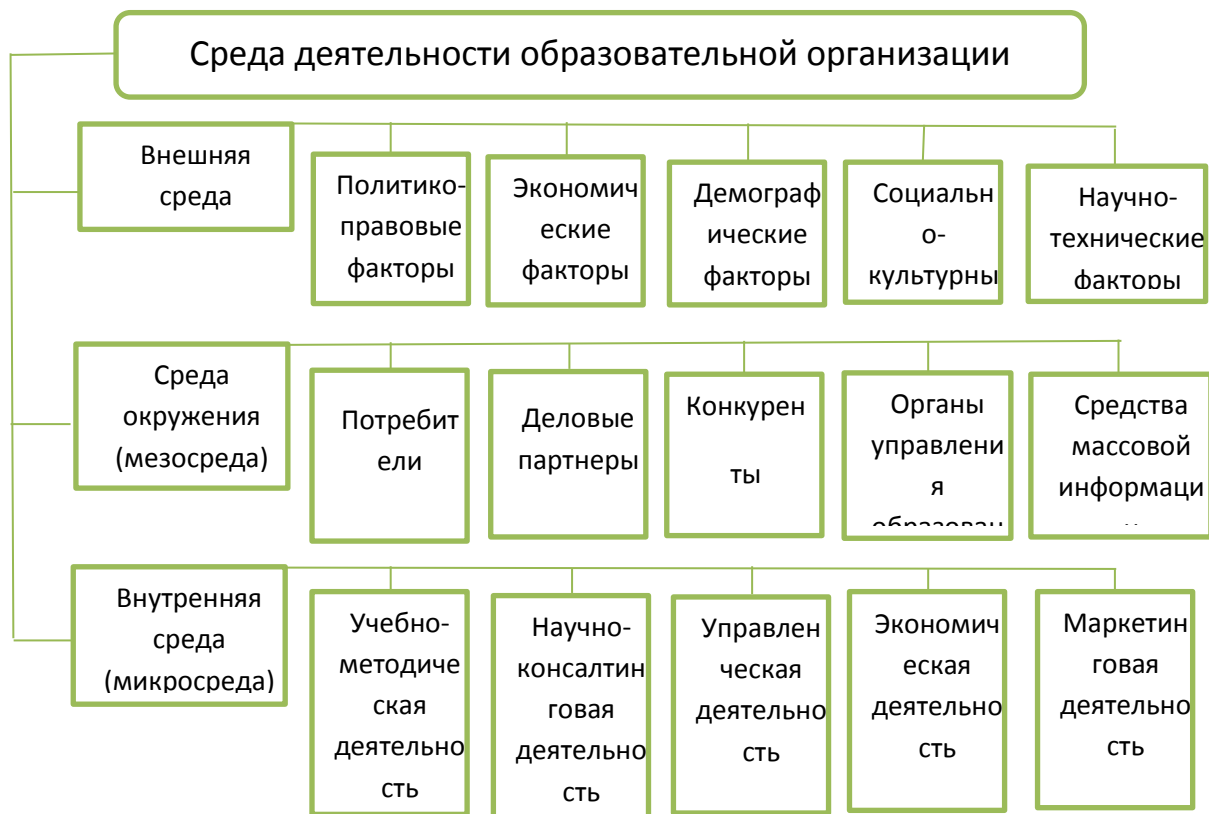 Среда деятельности образовательной организации
Внешняя
среда
Политико-
правовые
факторы
Экономич
еские
факторы
Демограф
ические
факторы
Социальн
о-
культурны
Научно-
технические
факторы
Среда
окружения
(мезосреда)
Потребит
ели
Деловые
партнеры
Конкурен
ты
Органы
управлени
я
образован
Средства
массовой
информаци
Внутренняя
среда
(микросреда)
Учебно-
методиче
ская
деятельно
сть
Научно-
консалтин
говая
деятельно
сть
Управлен
ческая
деятельно
сть
Экономич
еская
деятельно
сть
Маркетин
говая
деятельно
сть